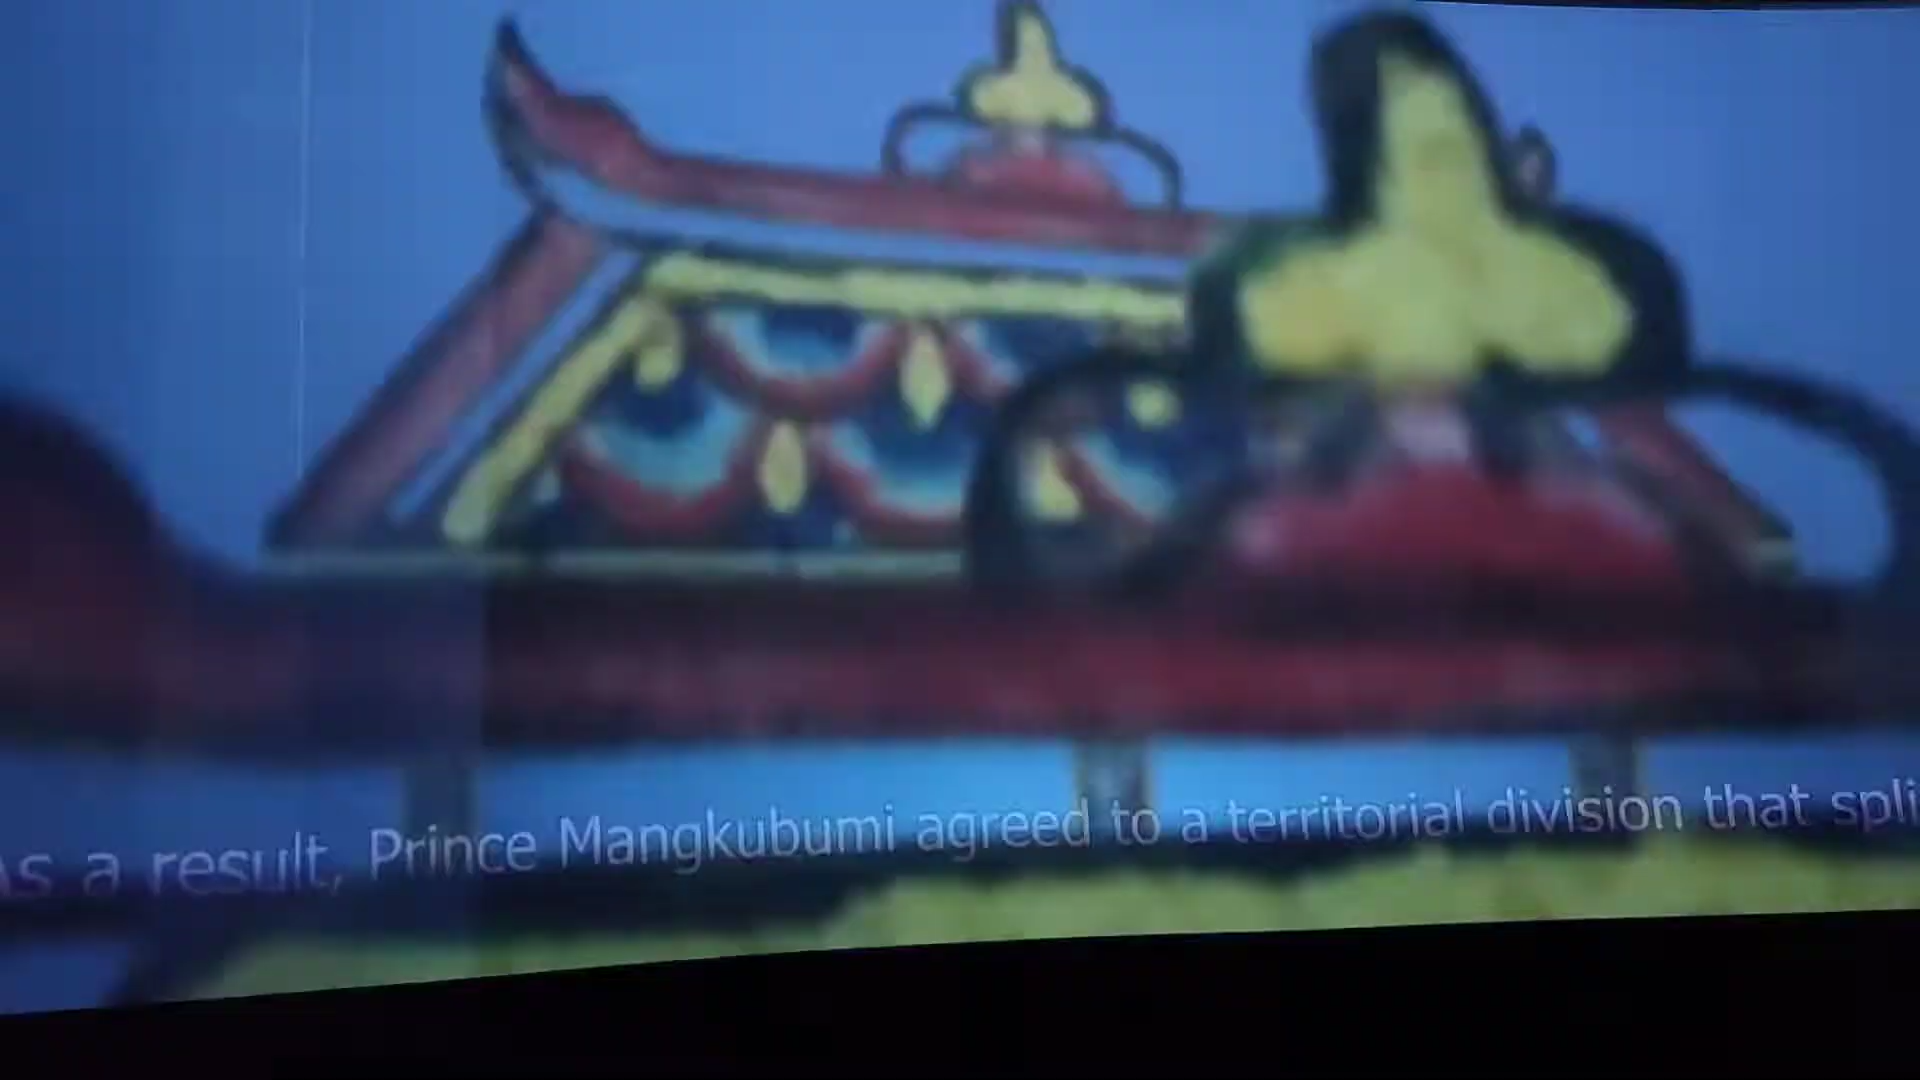 As a result, Prince Mangkubumi agreed to a territorial division that spli